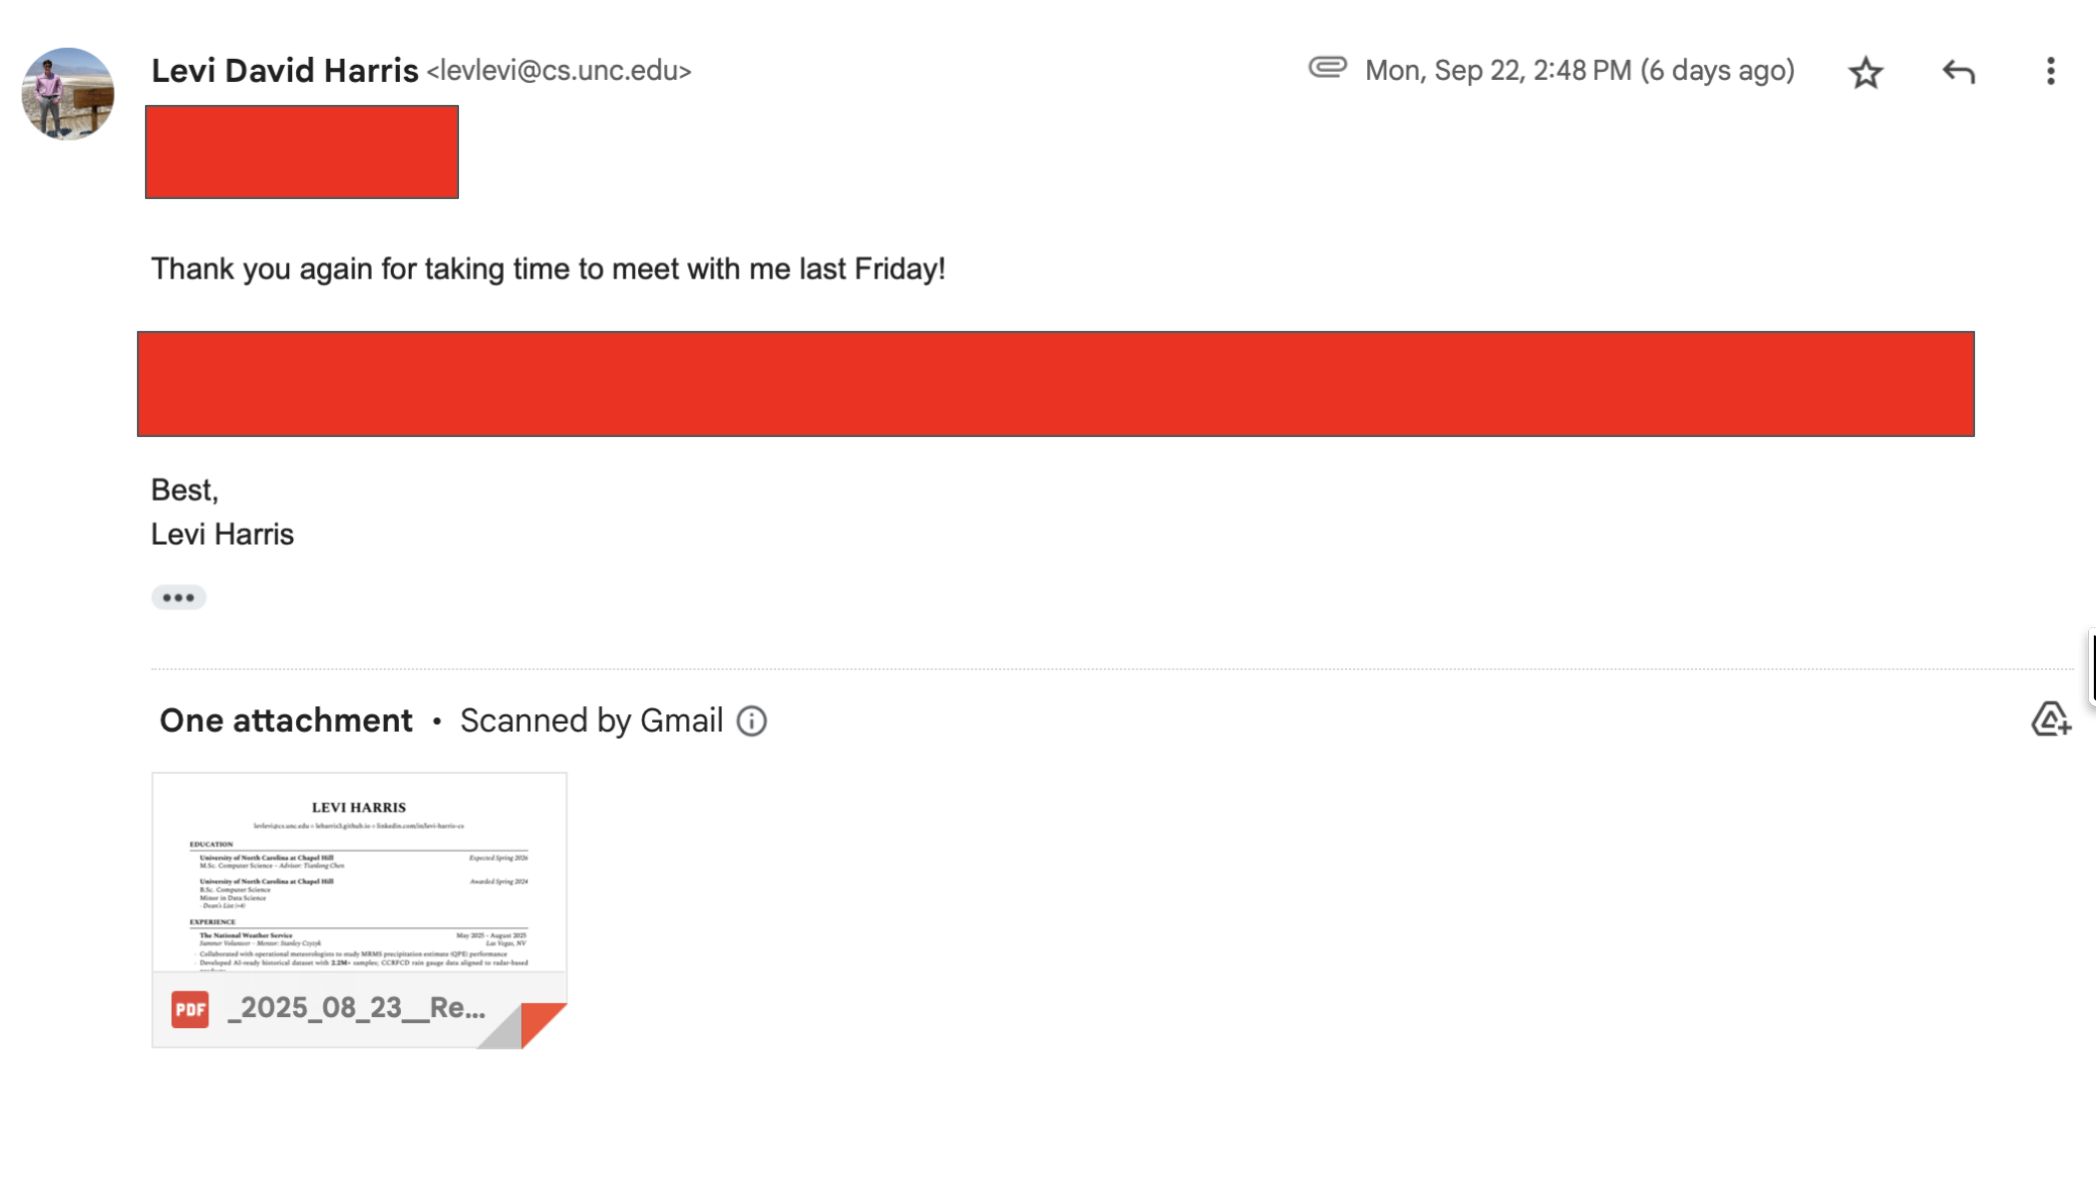 Levi David Harris <levlevi@cs.unc.edu>
Mon, Sep 22, 2:48 PM (6 days ago)
Thank you again for taking time to meet with me last Friday!
Best,
Levi Harris
One attachment • Scanned by Gmail
LEVI HARRIS
levlevi@cs.unc.edu leharris3.github.io linkedin.com/in/levi-harris-cs
EDUCATION
University of North Carolina at Chapel Hill Expected Spring 2026
M.Sc. Computer Science - Advisor: Tianlong Chen
University of North Carolina at Chapel Hill Awarded Spring 2024
B.Sc. Computer Science
Minor in Data Science
- Dean's List (×4)
EXPERIENCE
The National Weather Service May 2025 - August 2025
Summer Volunteer - Mentor: Stanley Czyzyk Las Vegas, NV
Collaborated with operational meteorologists to study MRMS precipitation estimate (QPE) performance
Developed AI-ready historical dataset with 2.2M+ samples; CCRFCD rain gauge data aligned to radar-based
PDF _2025_08_23__Re...